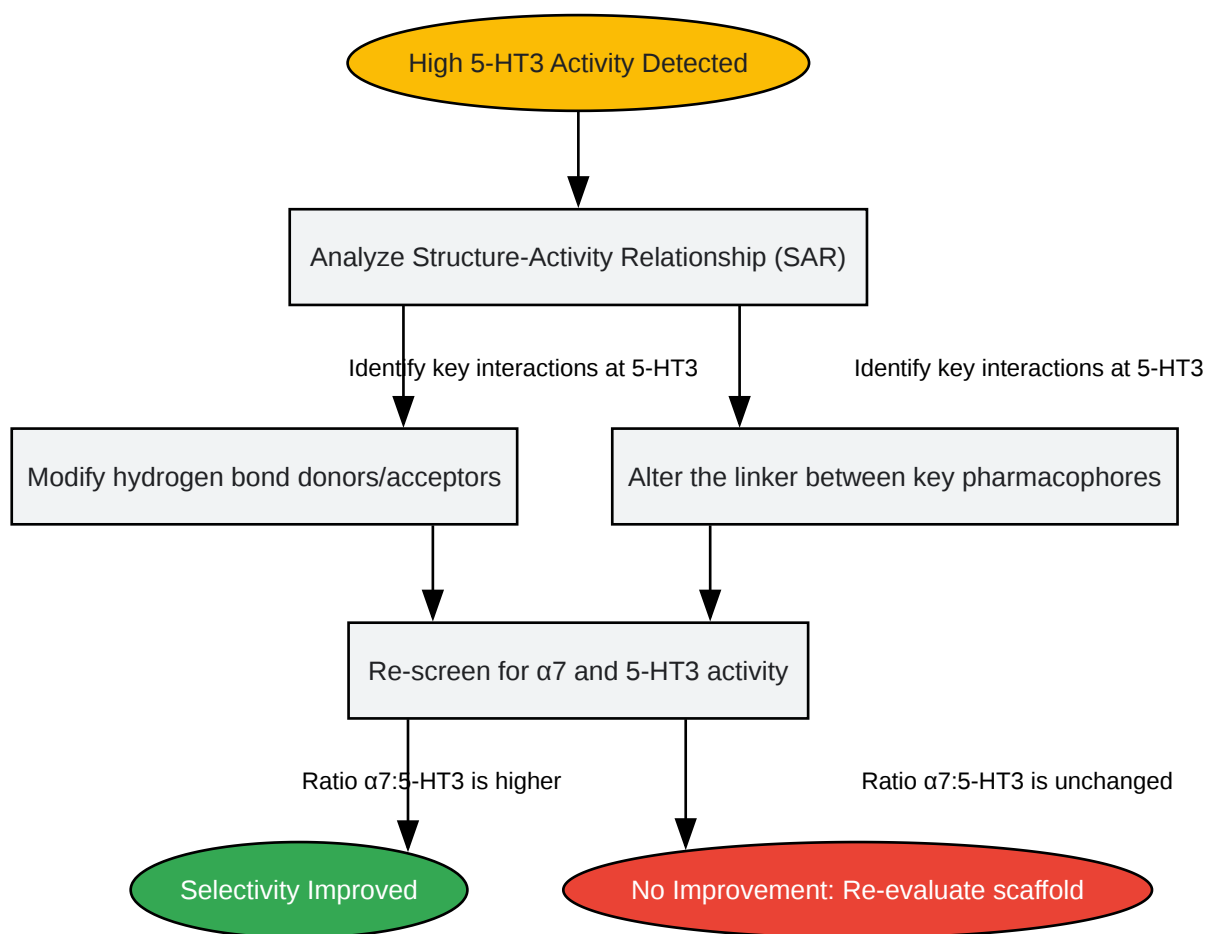 High 5-HT3 Activity Detected
Analyze Structure-Activity Relationship (SAR)
Identify key interactions at 5-HT3
Identify key interactions at 5-HT3
Modify hydrogen bond donors/acceptors
Alter the linker between key pharmacophores
Re-screen for α7 and 5-HT3 activity
Ratio α7:5-HT3 is higher
Ratio α7:5-HT3 is unchanged
Selectivity Improved
No Improvement: Re-evaluate scaffold